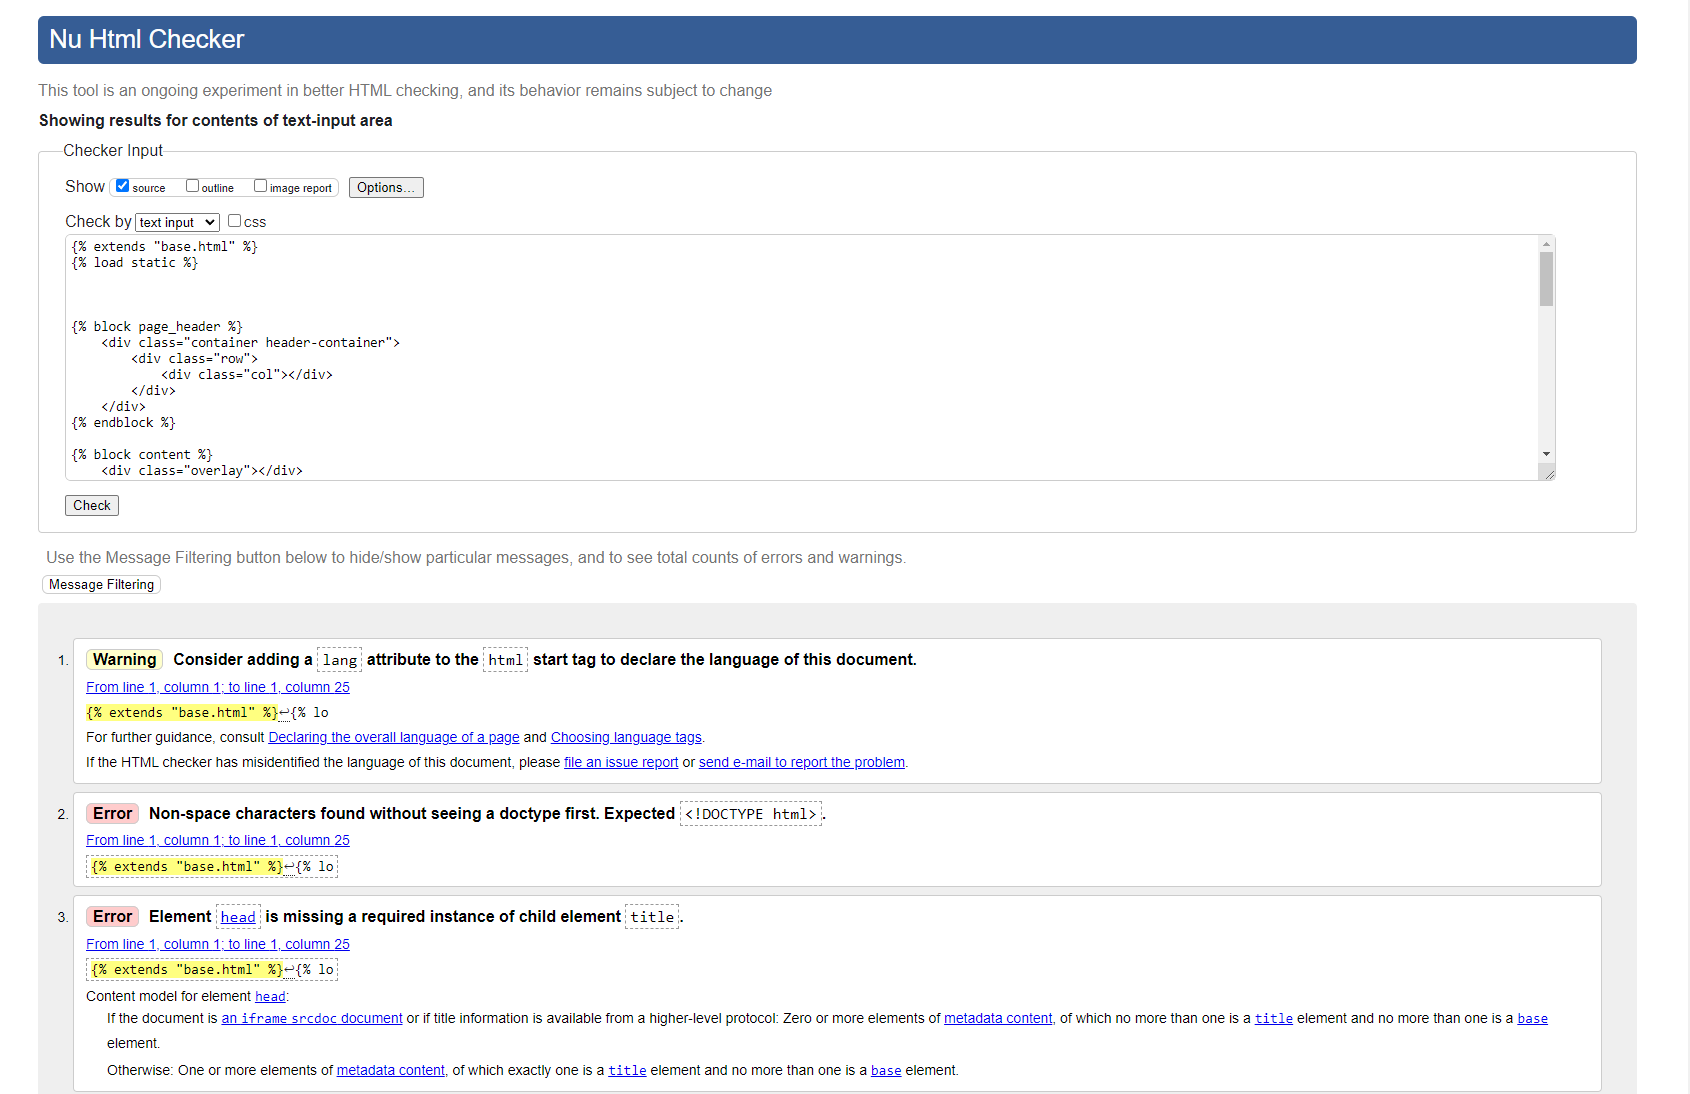 Nu Html Checker
This tool is an ongoing experiment in better HTML checking, and its behavior remains subject to change
Showing results for contents of text-input area
Checker Input
Show source outline image report Options...
Check by text input css
{% extends "base.html" %}
{% load static %}
{% block page_header %}
<div class="container header-container">
<div class="row">
<div class="col"></div>
</div>
</div>
{% endblock %}
{% block content %}
<div class="overlay"></div>
Check
Use the Message Filtering button below to hide/show particular messages, and to see total counts of errors and warnings.
Message Filtering
1. Warning Consider adding a lang attribute to the html start tag to declare the language of this document.
From line 1, column 1; to line 1, column 25
{% extends "base.html" %}↩{% lo
For further guidance, consult Declaring the overall language of a page and Choosing language tags.
If the HTML checker has misidentified the language of this document, please file an issue report or send e-mail to report the problem.
2. Error Non-space characters found without seeing a doctype first. Expected <!DOCTYPE html>.
From line 1, column 1; to line 1, column 25
{% extends "base.html" %}↩{% lo
3. Error Element head is missing a required instance of child element title.
From line 1, column 1; to line 1, column 25
{% extends "base.html" %}↩{% lo
Content model for element head:
If the document is an iframe srcdoc document or if title information is available from a higher-level protocol: Zero or more elements of metadata content, of which no more than one is a title element and no more than one is a base
element.
Otherwise: One or more elements of metadata content, of which exactly one is a title element and no more than one is a base element.